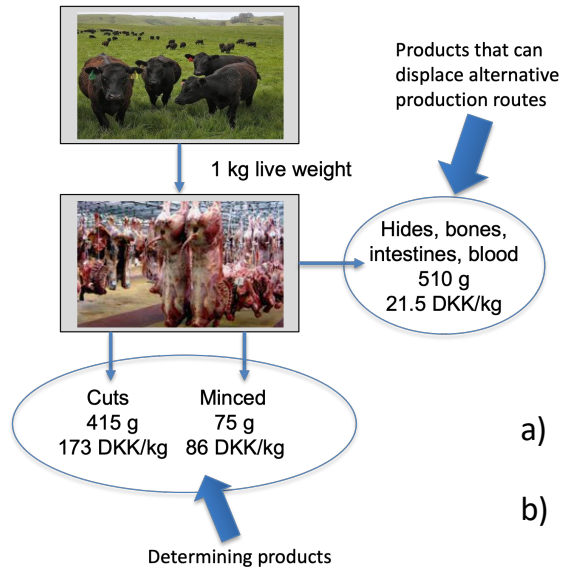 Products that can
displace alternative
production routes
1 kg live weight
Hides, bones,
intestines, blood
510 g
21.5 DKK/kg
Cuts
415 g
173 DKK/kg
Minced
75 g
86 DKK/kg
a)
b)
Determining products